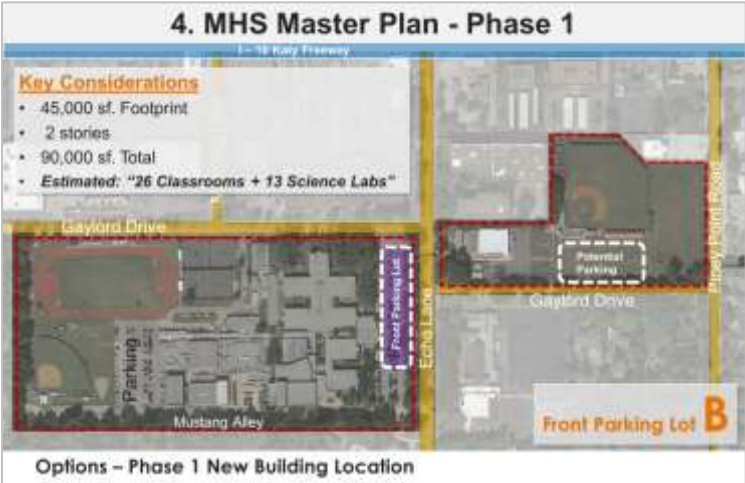 4. MHS Master Plan - Phase 1
I – 10 Katy Freeway
Key Considerations
• 45,000 sf. Footprint
• 2 stories
• 90,000 sf. Total
• Estimated: “26 Classrooms + 13 Science Labs”
Gaylord Drive
Front Parking Lot
Echo Lane
Potential
Parking
Piney Point Road
Gaylord Drive
Parking
Mustang Alley
Front Parking Lot B
Options – Phase 1 New Building Location